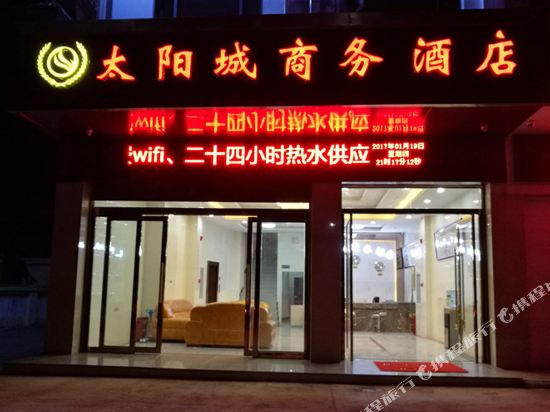 太阳城商务酒店
wifi、二十四小时热水供应
2017年01月19日
星期四
21时17分12秒
携程旅行